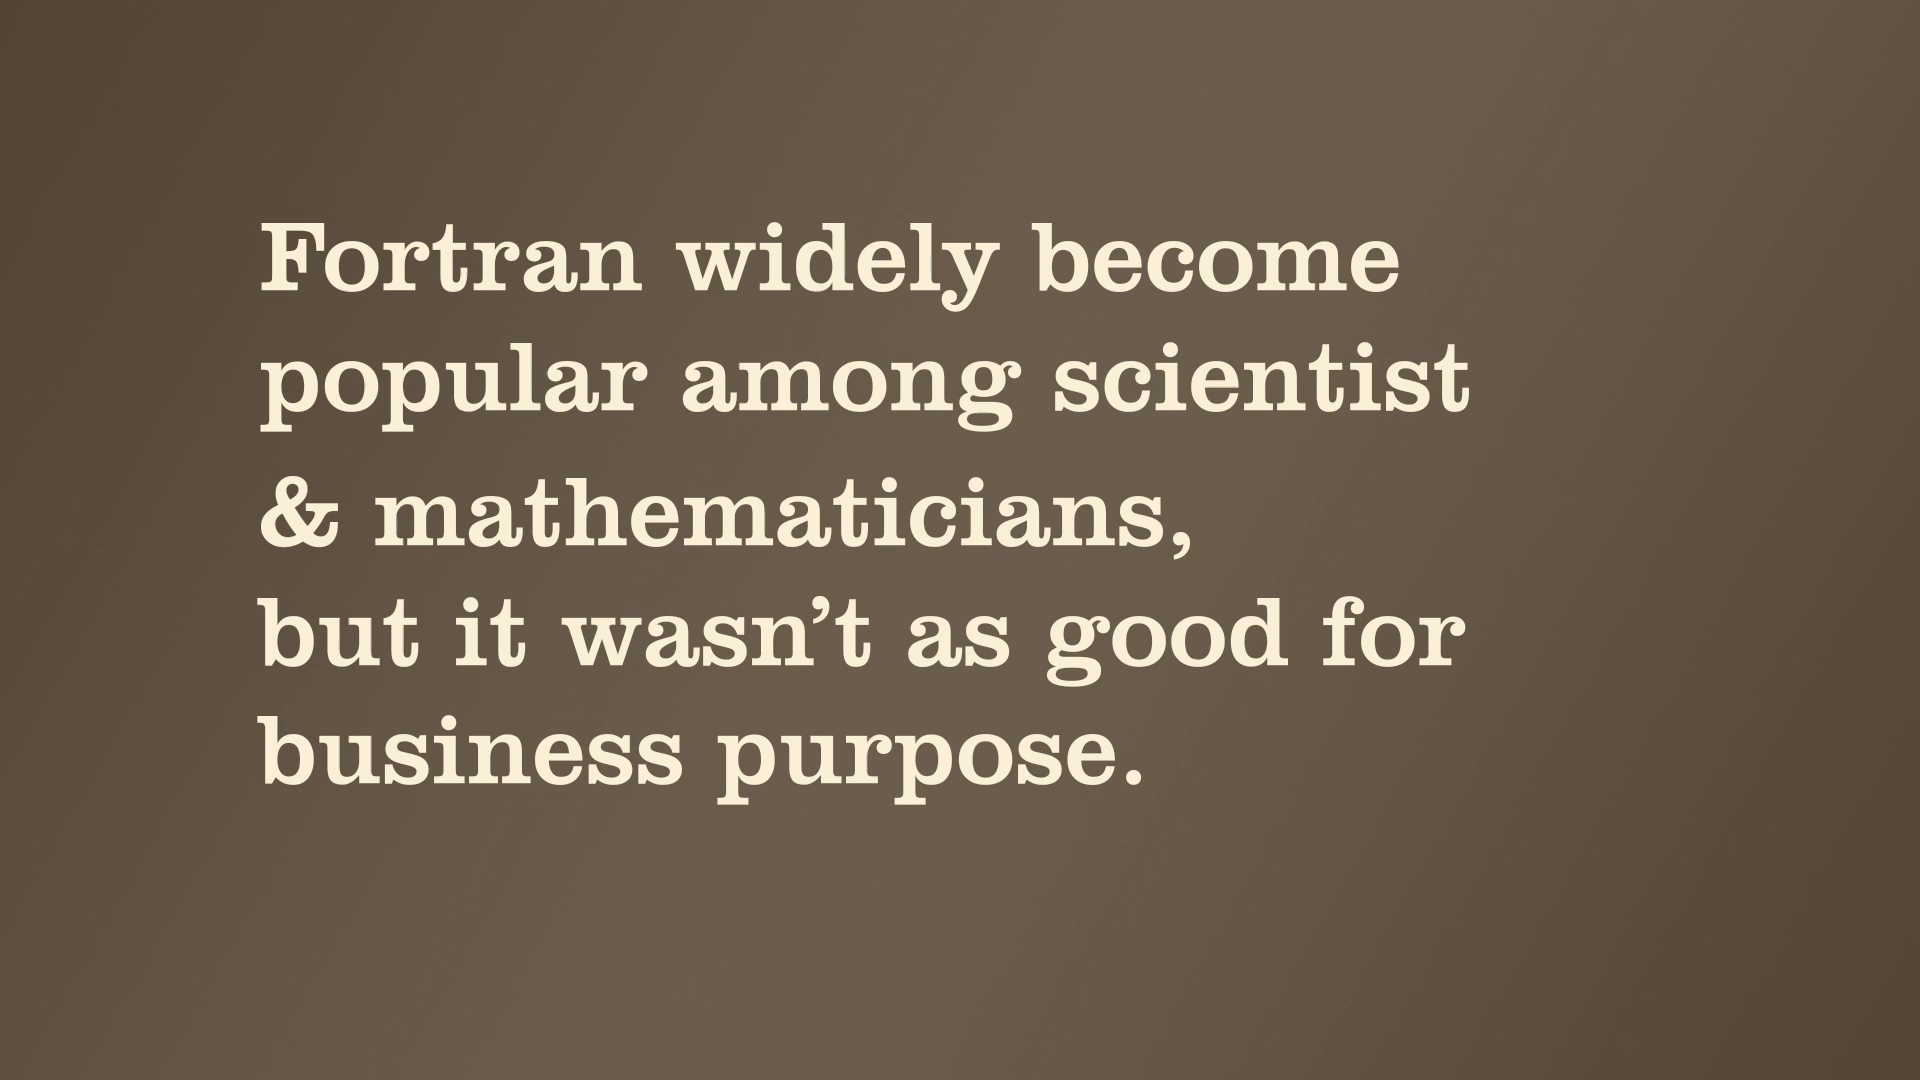 Fortran widely become
popular among scientist
& mathematicians,
but it wasn’t as good for
business purpose.